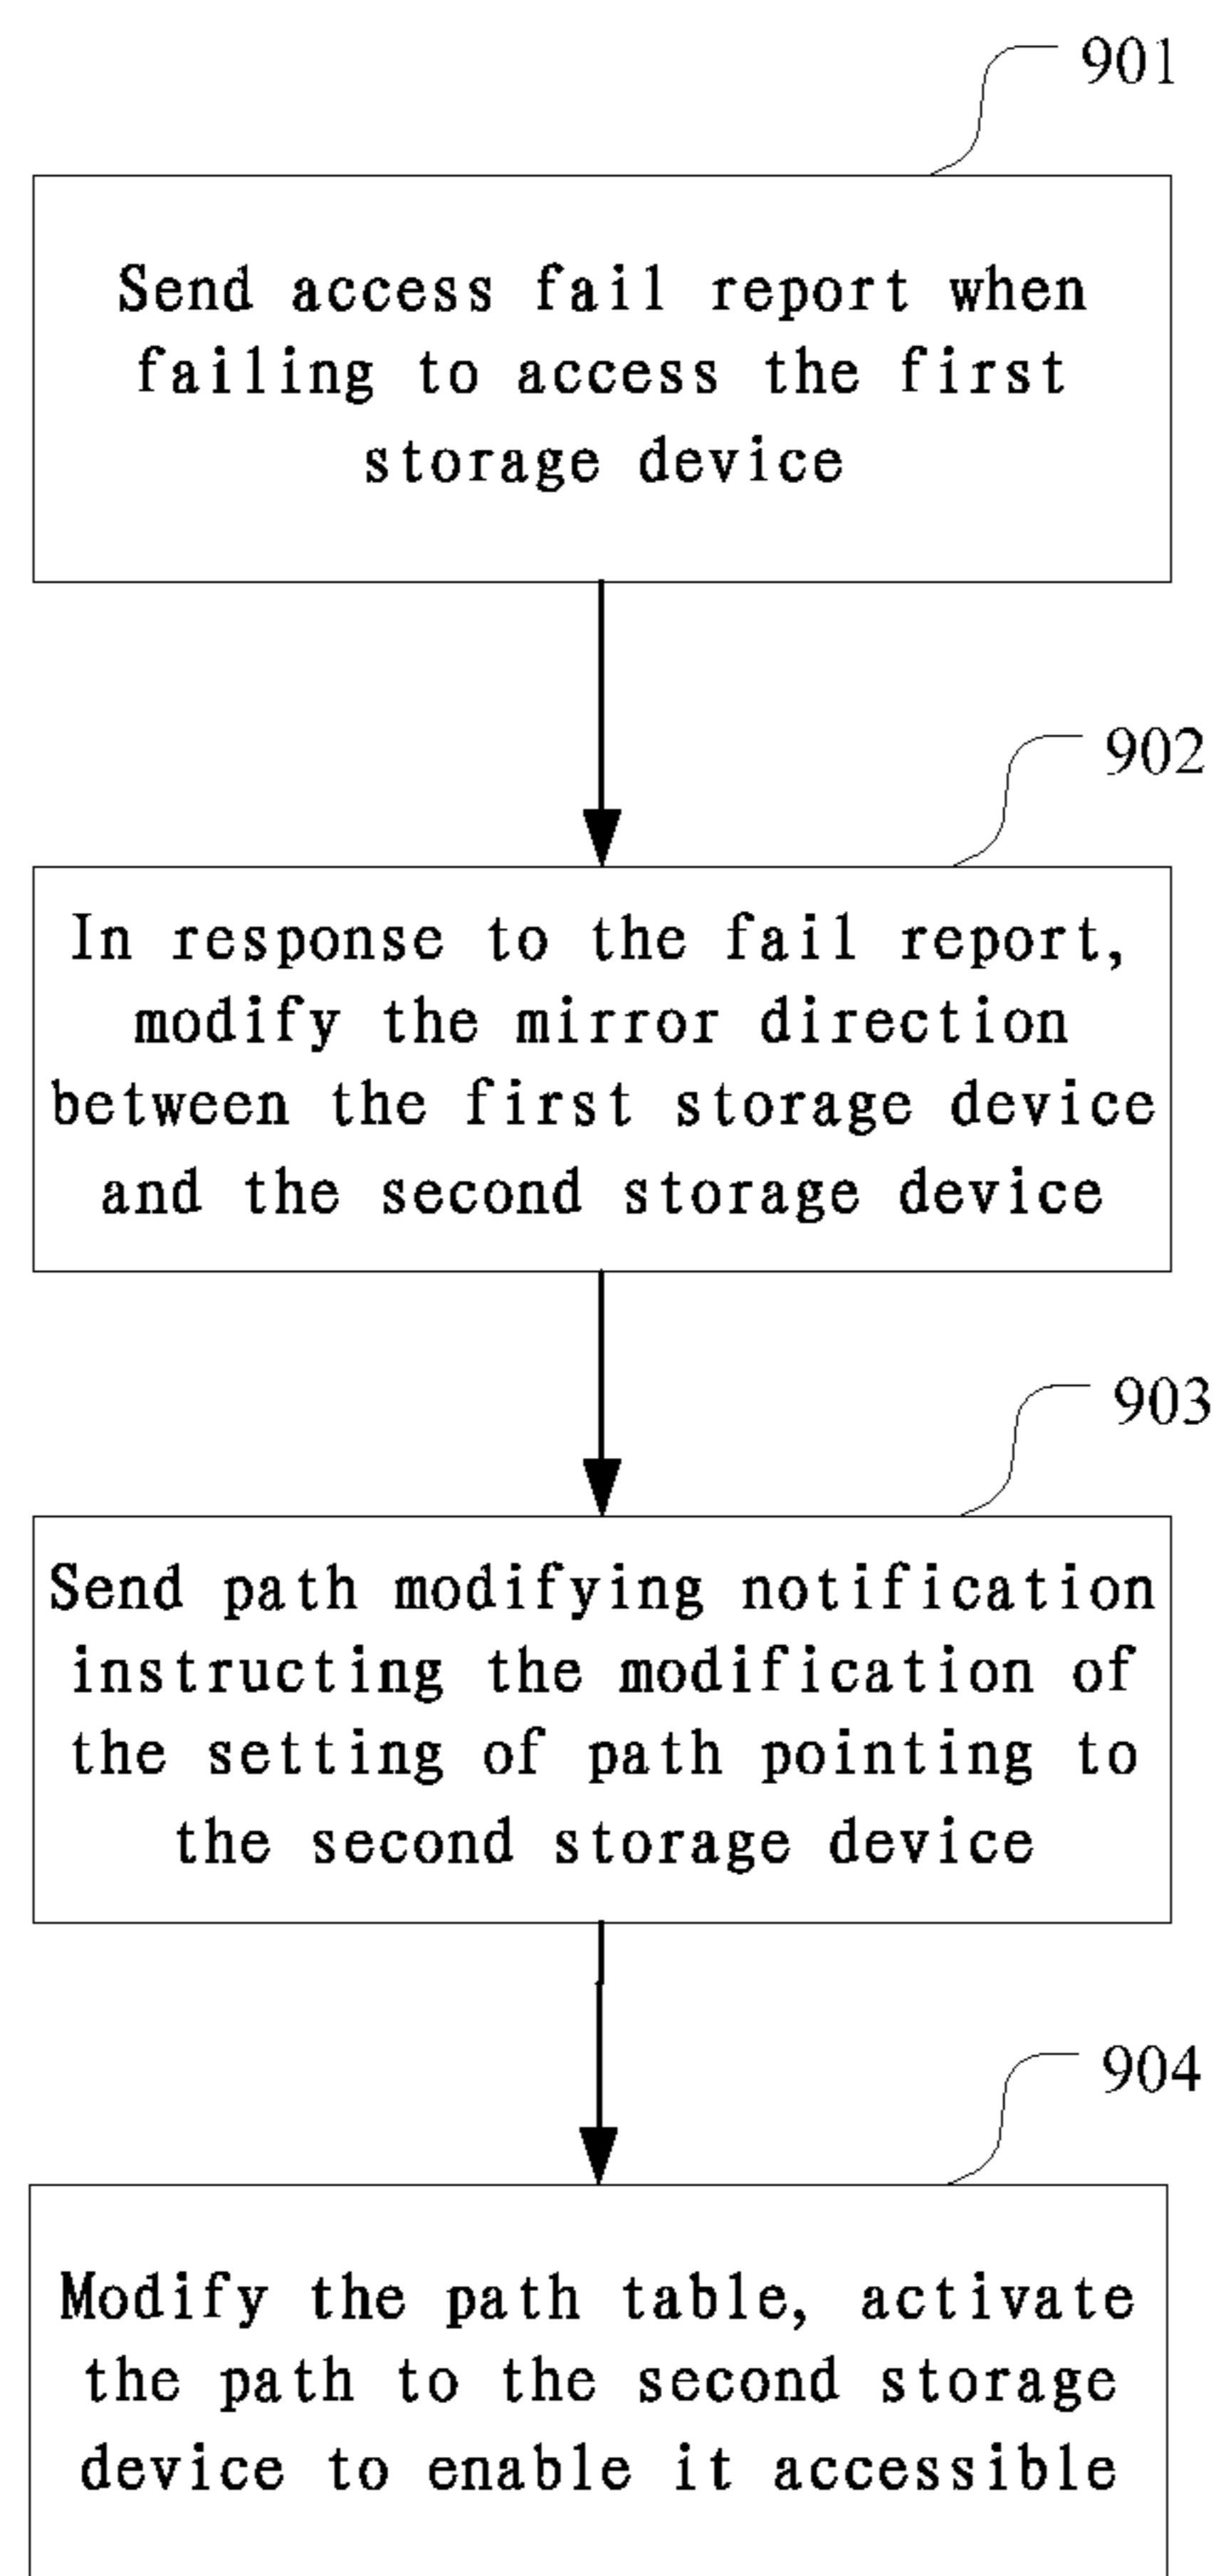 901
Send access fail report when
failing to access the first
storage device
902
In response to the fail report,
modify the mirror direction
between the first storage device
and the second storage device
903
Send path modifying notification
instructing the modification of
the setting of path pointing to
the second storage device
904
Modify the path table, activate
the path to the second storage
device to enable it accessible